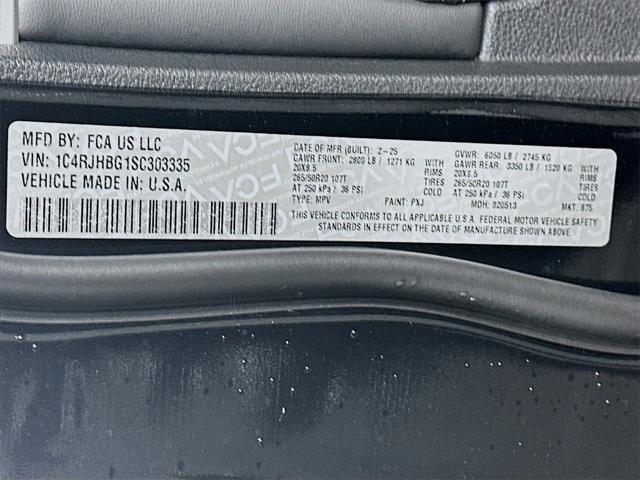 MFD BY: FCA US LLC
VIN: 1C4RJHBG1SC303335
VEHICLE MADE IN: U.S.A.
DATE OF MFR (BUILT): 2-25 GVWR: 6050 LB / 2745 KG
GAWR FRONT: 2800 LB / 1271 KG WITH GAWR REAR: 3350 LB / 1520 KG WITH
20X8.5 RIMS 20X8.5 RIMS
265/50R20 107T TIRES 265/50R20 107T TIRES
AT 250 kPa / 36 PSI COLD AT 250 kPa / 36 PSI COLD
TYPE: MPV PAINT: PXJ MDH: 020513 MKT: 875
THIS VEHICLE CONFORMS TO ALL APPLICABLE U.S.A. FEDERAL MOTOR VEHICLE SAFETY
STANDARDS IN EFFECT ON THE DATE OF MANUFACTURE SHOWN ABOVE.